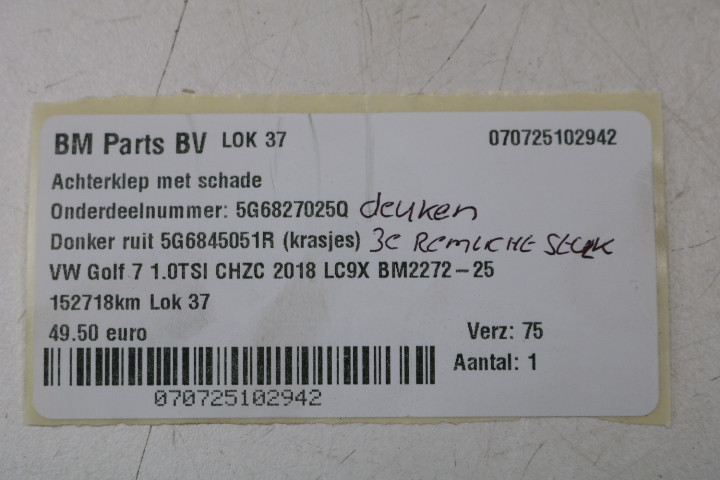 BM Parts BV LOK 37 070725102942
Achterklep met schade
Onderdeelnummer: 5G6827025Q deuken
Donker ruit 5G6845051R (krasjes) 3e REMLICHT STUK
VW Golf 7 1.0TSI CHZC 2018 LC9X BM2272-25
152718km Lok 37
49.50 euro Verz: 75
Aantal: 1
070725102942